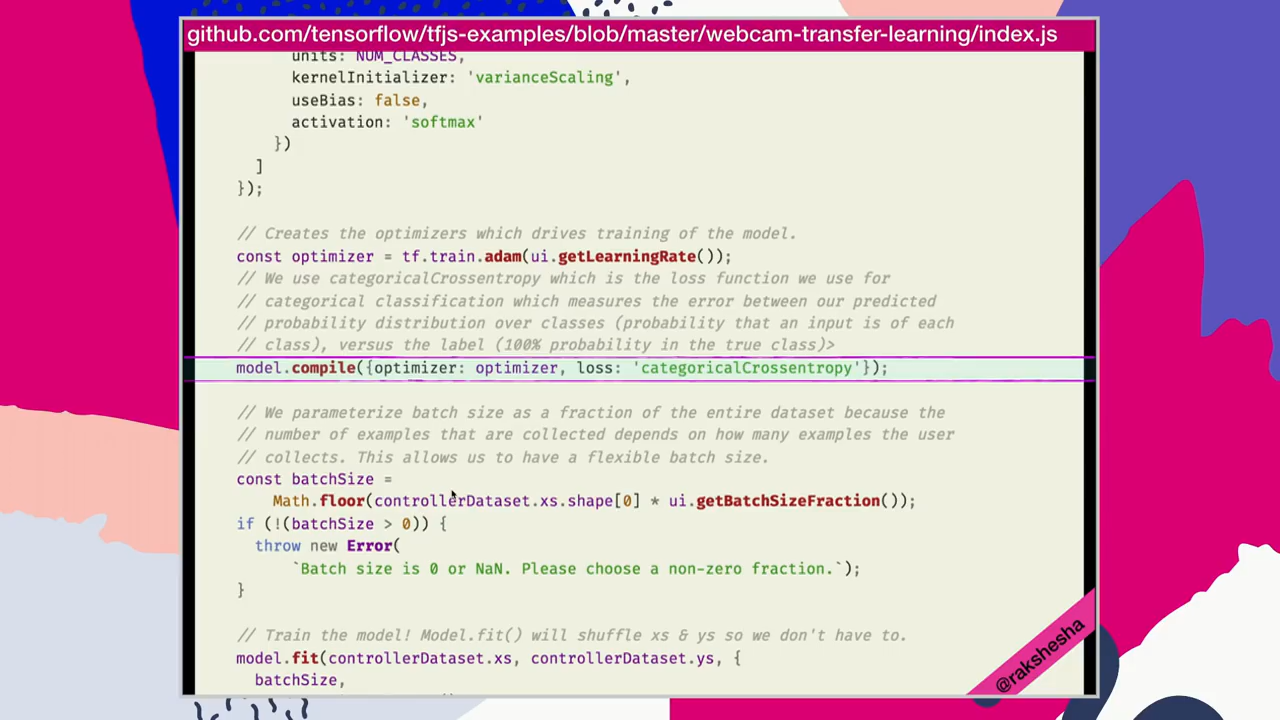 github.com/tensorflow/tfjs-examples/blob/master/webcam-transfer-learning/index.js
units: NUM_CLASSES,
kernelInitializer: 'varianceScaling',
useBias: false,
activation: 'softmax'
})
]
});
// Creates the optimizers which drives training of the model.
const optimizer = tf.train.adam(ui.getLearningRate());
// We use categoricalCrossentropy which is the loss function we use for
// categorical classification which measures the error between our predicted
// probability distribution over classes (probability that an input is of each
// class), versus the label (100% probability in the true class)>
model.compile({optimizer: optimizer, loss: 'categoricalCrossentropy'});
// We parameterize batch size as a fraction of the entire dataset because the
// number of examples that are collected depends on how many examples the user
// collects. This allows us to have a flexible batch size.
const batchSize =
Math.floor(controllerDataset.xs.shape[0] * ui.getBatchSizeFraction());
if (!(batchSize > 0)) {
throw new Error(
`Batch size is 0 or NaN. Please choose a non-zero fraction.`);
}
// Train the model! Model.fit() will shuffle xs & ys so we don't have to.
model.fit(controllerDataset.xs, controllerDataset.ys, {
batchSize,
@rakshesha